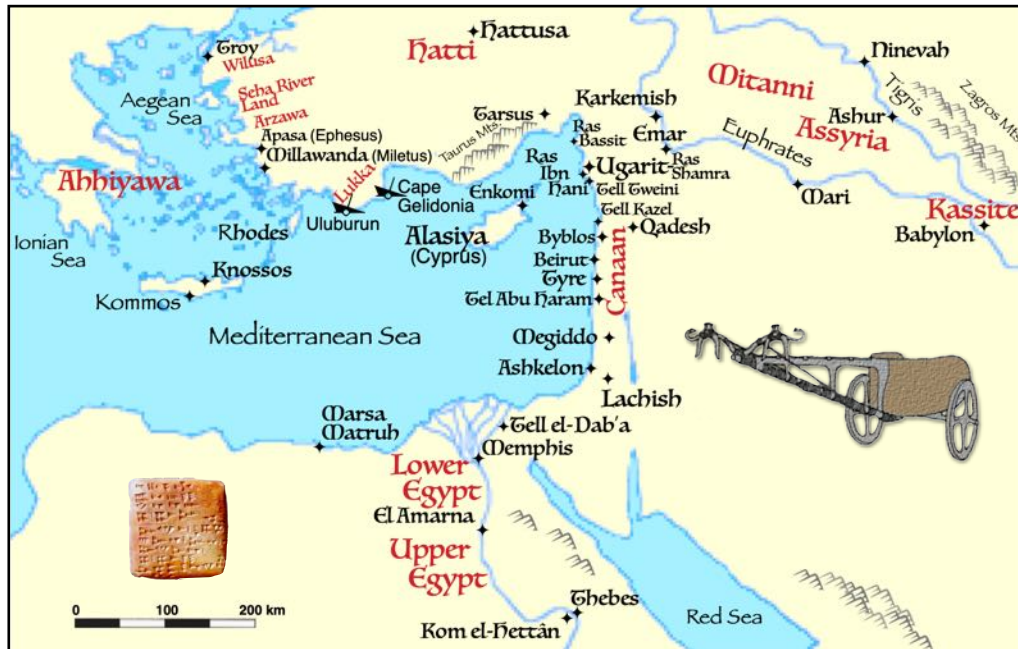 Troy
Wilusa
Hattusa
Hatti
Ninevah
Mitanni
Tigris
Zagros Mts.
Aegean
Sea
Seha River
Land
Arzawa
Karkemish
Tarsus
Ashur
Assyria
Apasa (Ephesus)
Millawanda (Miletus)
Taurus Mts.
Ras
Bassit
Emar
Euphrates
Ahhiyawa
Lukka
Cape
Gelidonia
Uluburun
Ras
Ibn
Hani
Ugarit
Ras
Shamra
Tell Tweini
Enkomi
Mari
Kassite
Babylon
Ionian
Sea
Rhodes
Alasiya
(Cyprus)
Tell Kazel
Qadesh
Byblos
Beirut
Tyre
Canaan
Knossos
Kommos
Tel Abu Haram
Mediterranean Sea
Megiddo
Ashkelon
Lachish
Marsa
Matruh
Tell el-Dab'a
Memphis
Lower
Egypt
El Amarna
Upper
Egypt
Thebes
Kom el-Hettân
Red Sea
0 100 200 km